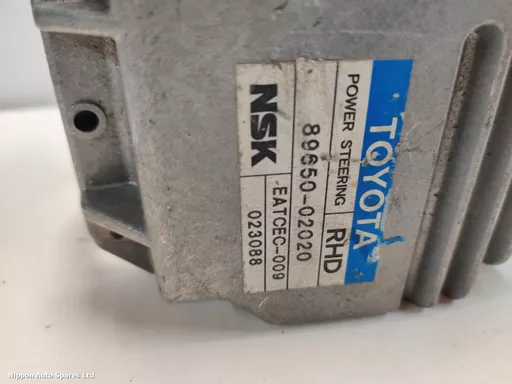 TOYOTA
POWER STEERING RHD
89650-02020
NSK EATCEC-009
023088
Nippon Auto Spares Ltd